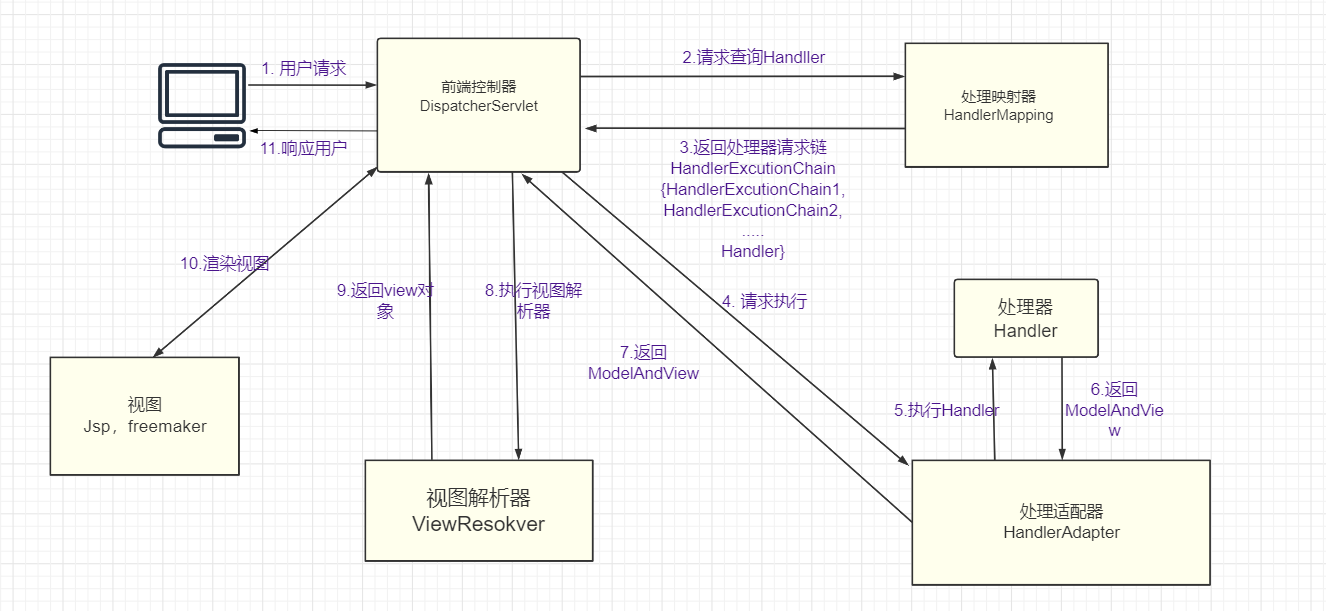 1. 用户请求
前端控制器
DispatcherServlet
2.请求查询Handller
处理映射器
HandlerMapping
11.响应用户
3.返回处理器请求链
HandlerExcutionChain
{HandlerExcutionChain1,
HandlerExcutionChain2,
.....
Handler}
10.渲染视图
9.返回view对
象
8.执行视图解
析器
4. 请求执行
处理器
Handler
7.返回
ModelAndView
5.执行Handler
6.返回
ModelAndVie
w
视图
Jsp，freemaker
视图解析器
ViewResokver
处理适配器
HandlerAdapter